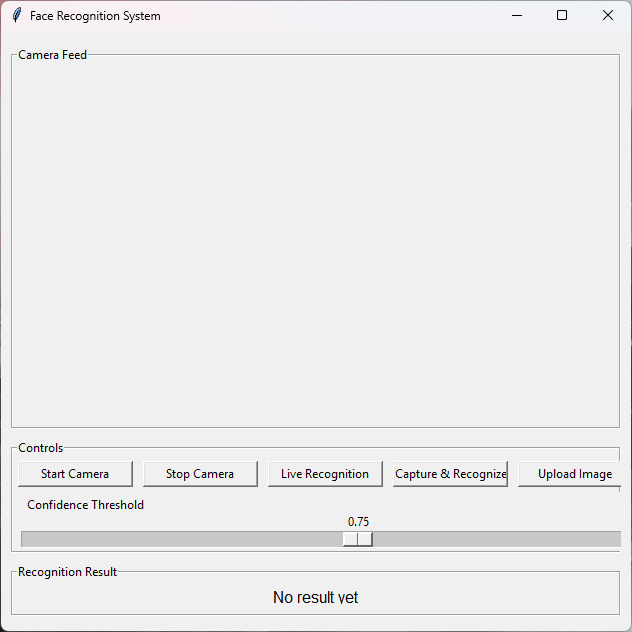 Face Recognition System
Camera Feed
Controls
Start Camera Stop Camera Live Recognition Capture & Recognize Upload Image
Confidence Threshold
0.75
Recognition Result
No result yet